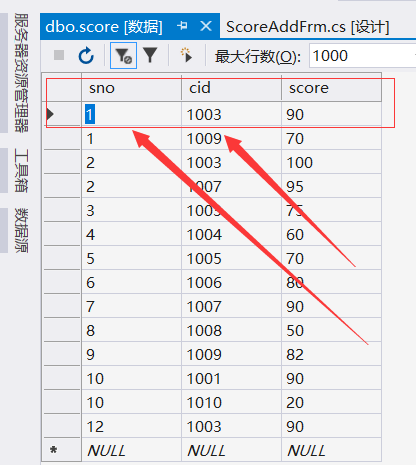 dbo.score [数据]
ScoreAddFrm.cs [设计]
服务器资源管理器
工具箱
数据源
最大行数(O): 1000
sno cid score
1 1003 90
1 1009 70
2 1003 100
2 1007 95
3 1005 75
4 1004 60
5 1005 70
6 1006 80
7 1007 90
8 1008 50
9 1009 82
10 1001 90
10 1010 20
12 1003 90
NULL NULL NULL